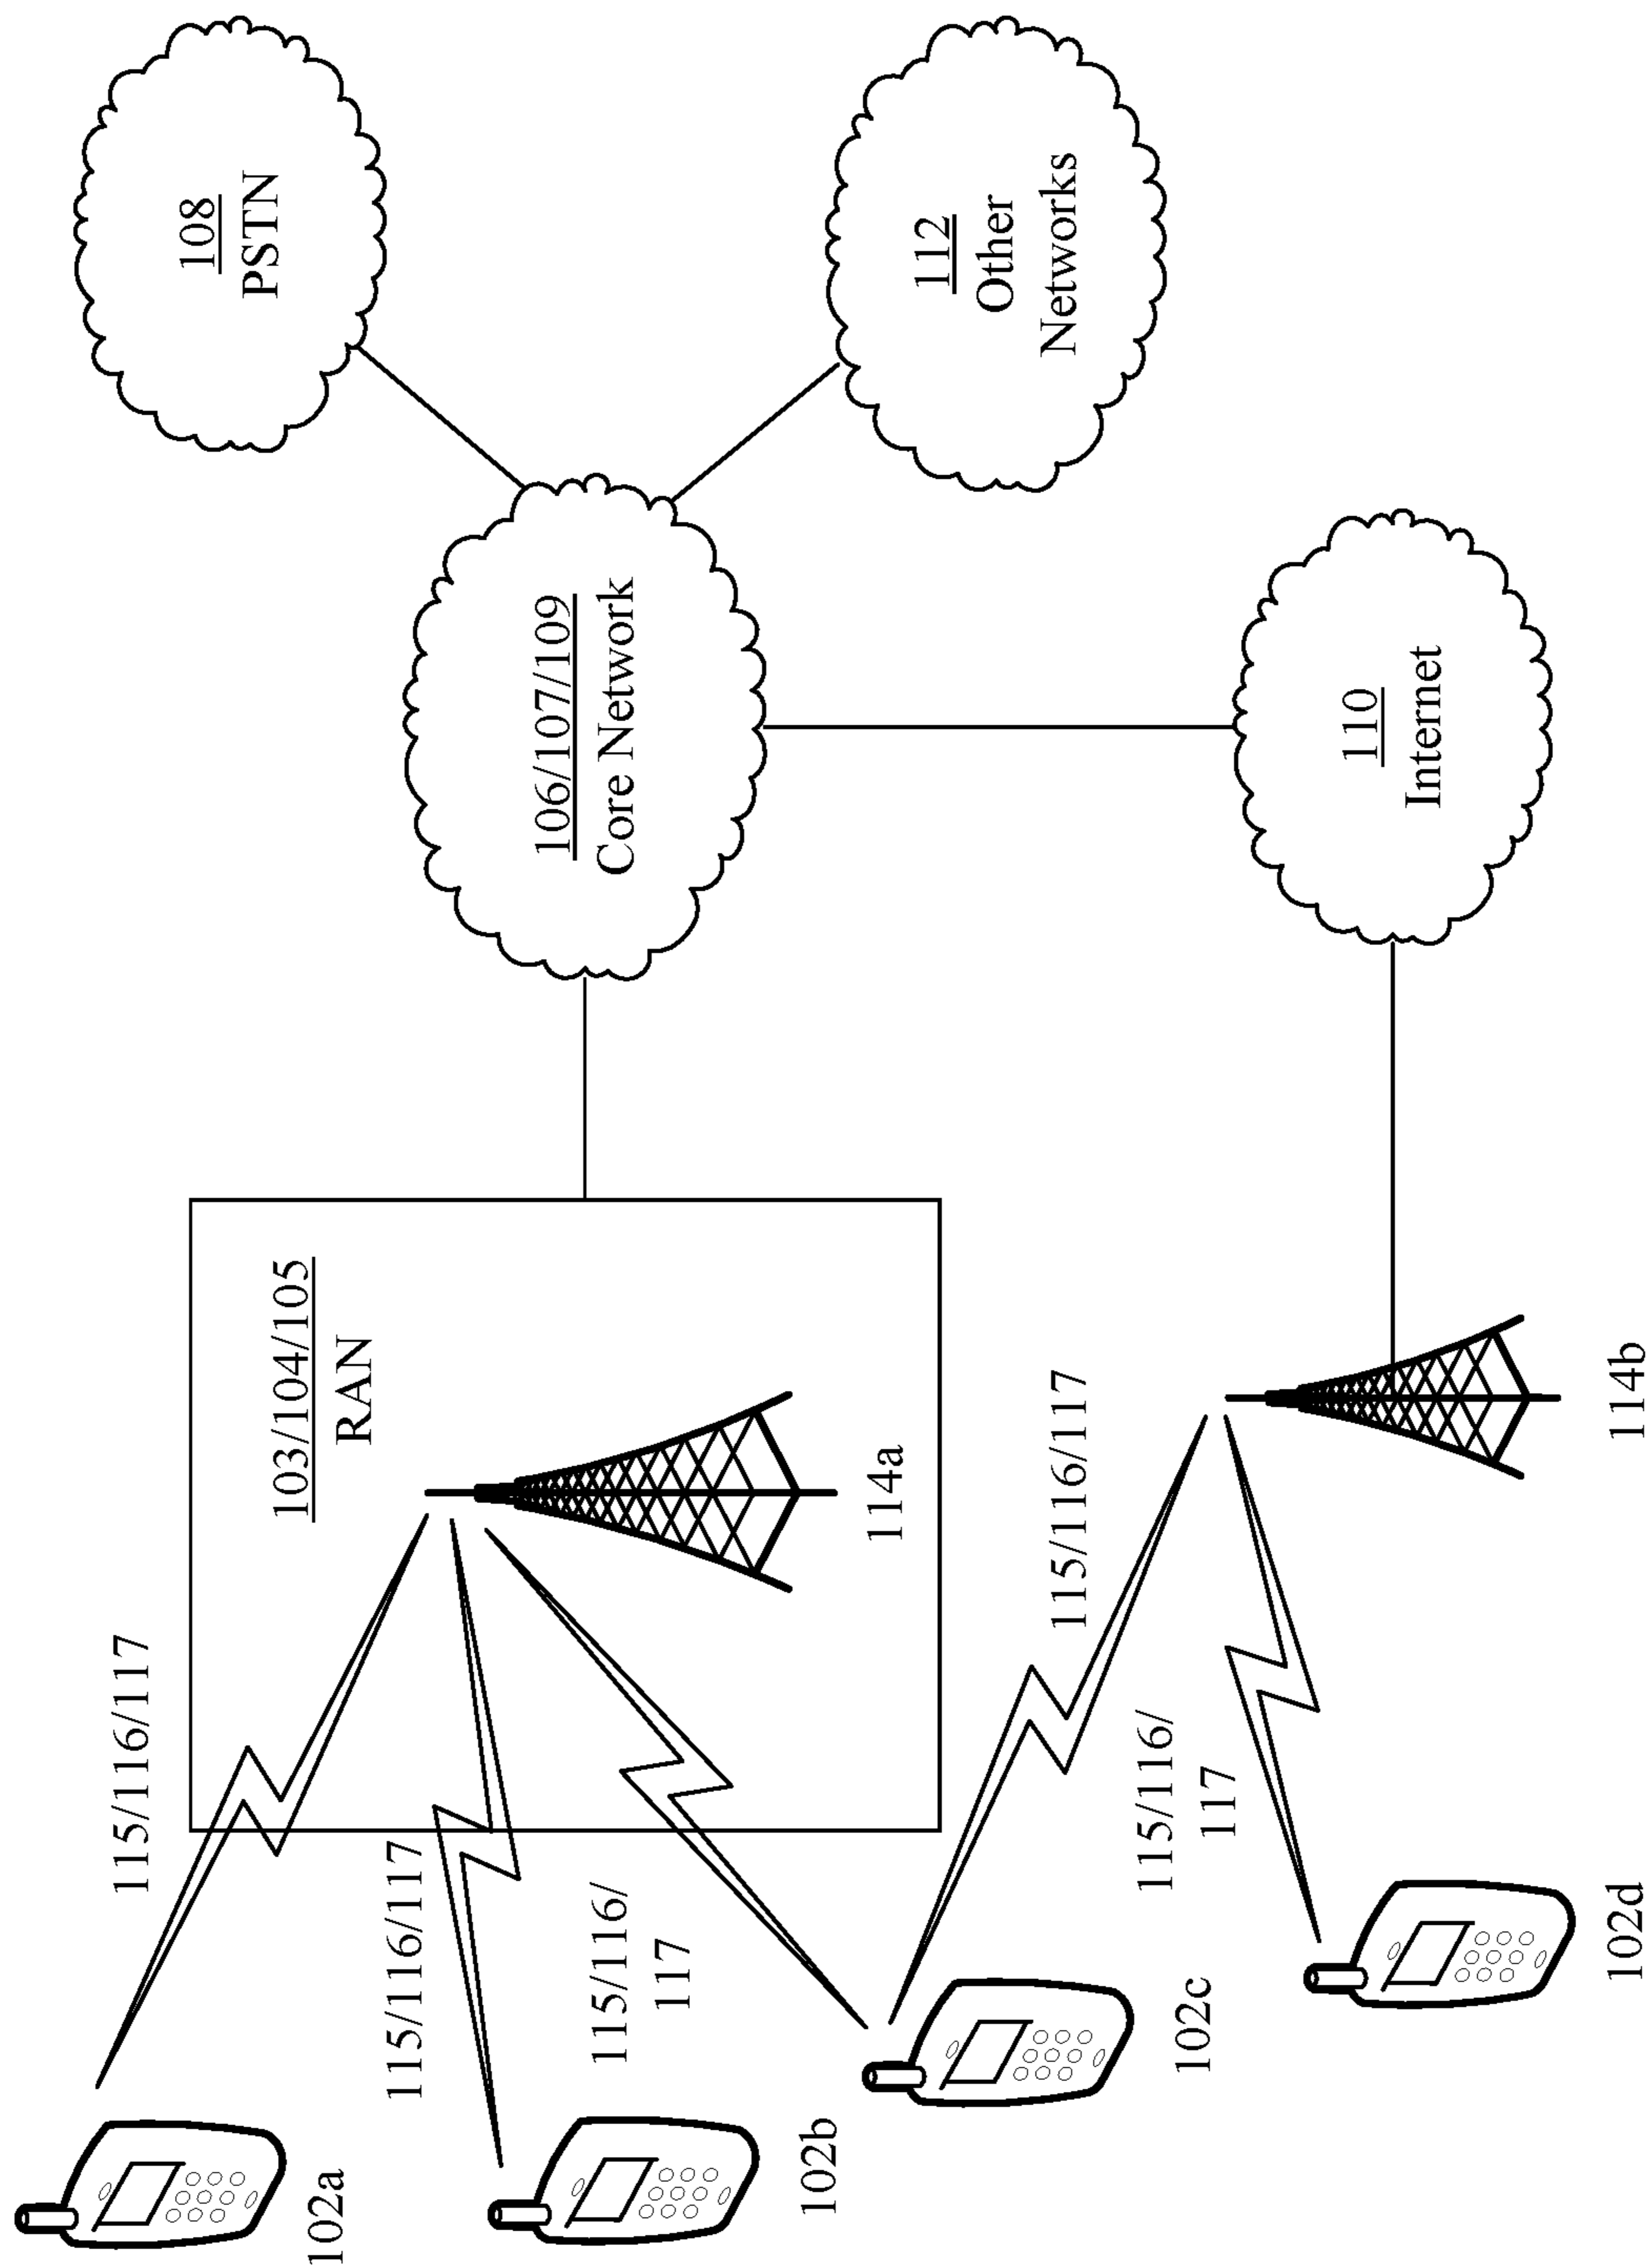 115/116/117
103/104/105
RAN
108
PSTN
102a
115/116/117
106/107/109
Core Network
102b
115/116/
117
114a
112
Other
Networks
102c
115/116/117
115/116/
117
110
Internet
102d
114b